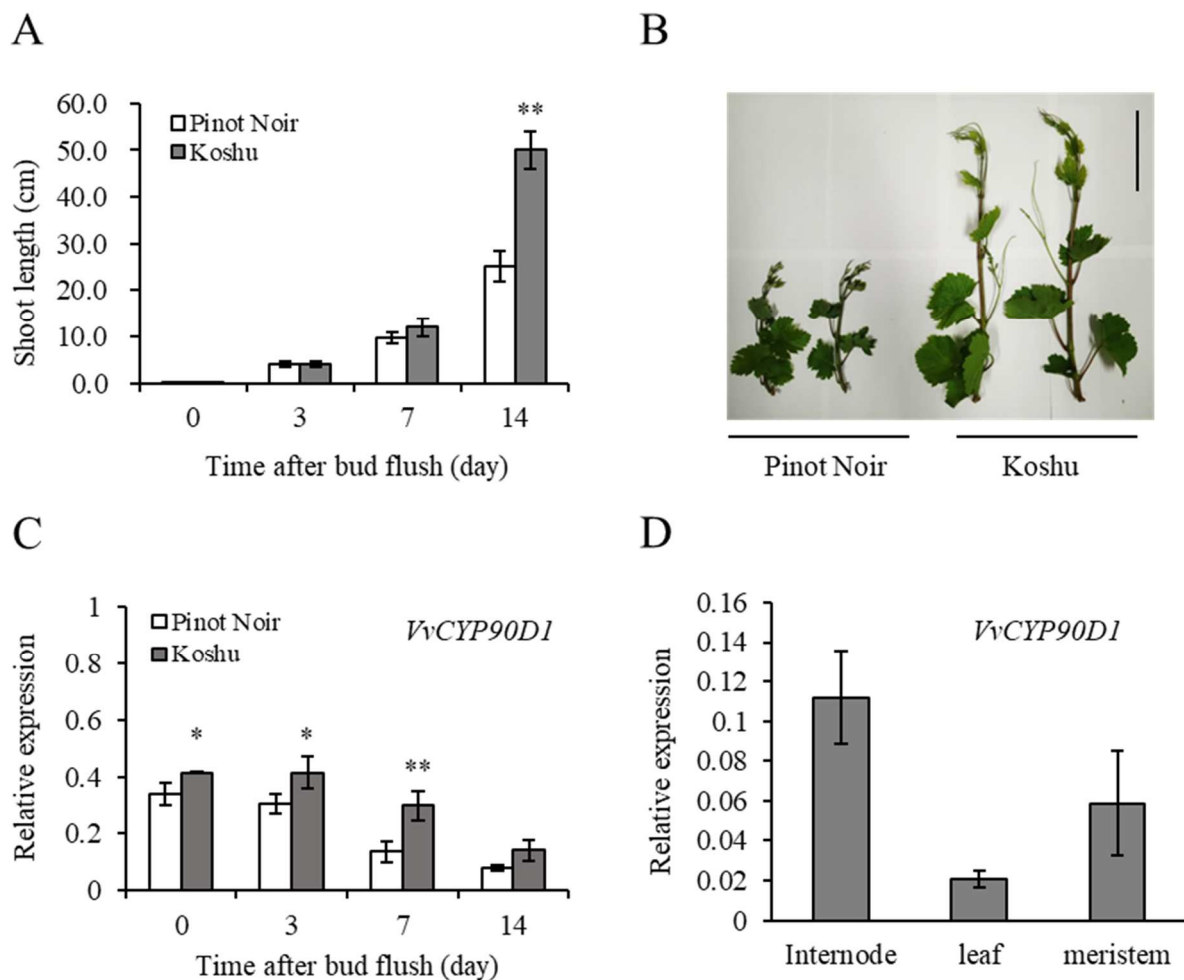 A
60.0
50.0
40.0
30.0
20.0
10.0
0.0
Shoot length (cm)
Pinot Noir
Koshu
**
0 3 7 14
Time after bud flush (day)
B
Pinot Noir Koshu
C
1
0.8
0.6
0.4
0.2
0
Relative expression
Pinot Noir
Koshu
VvCYP90D1
* * **
0 3 7 14
Time after bud flush (day)
D
0.16
0.14
0.12
0.1
0.08
0.06
0.04
0.02
0
Relative expression
VvCYP90D1
Internode leaf meristem